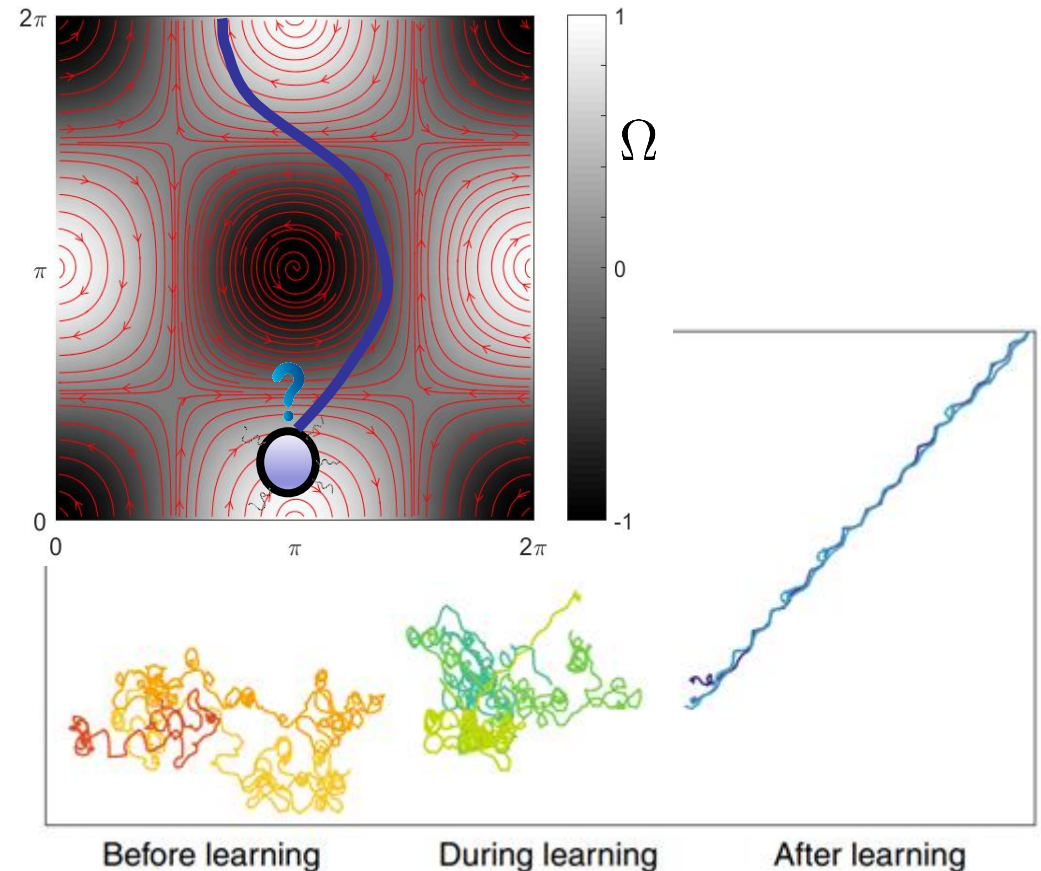 2π
1
Ω
π
0
?
0
-1
0
π
2π
Before learning
During learning
After learning